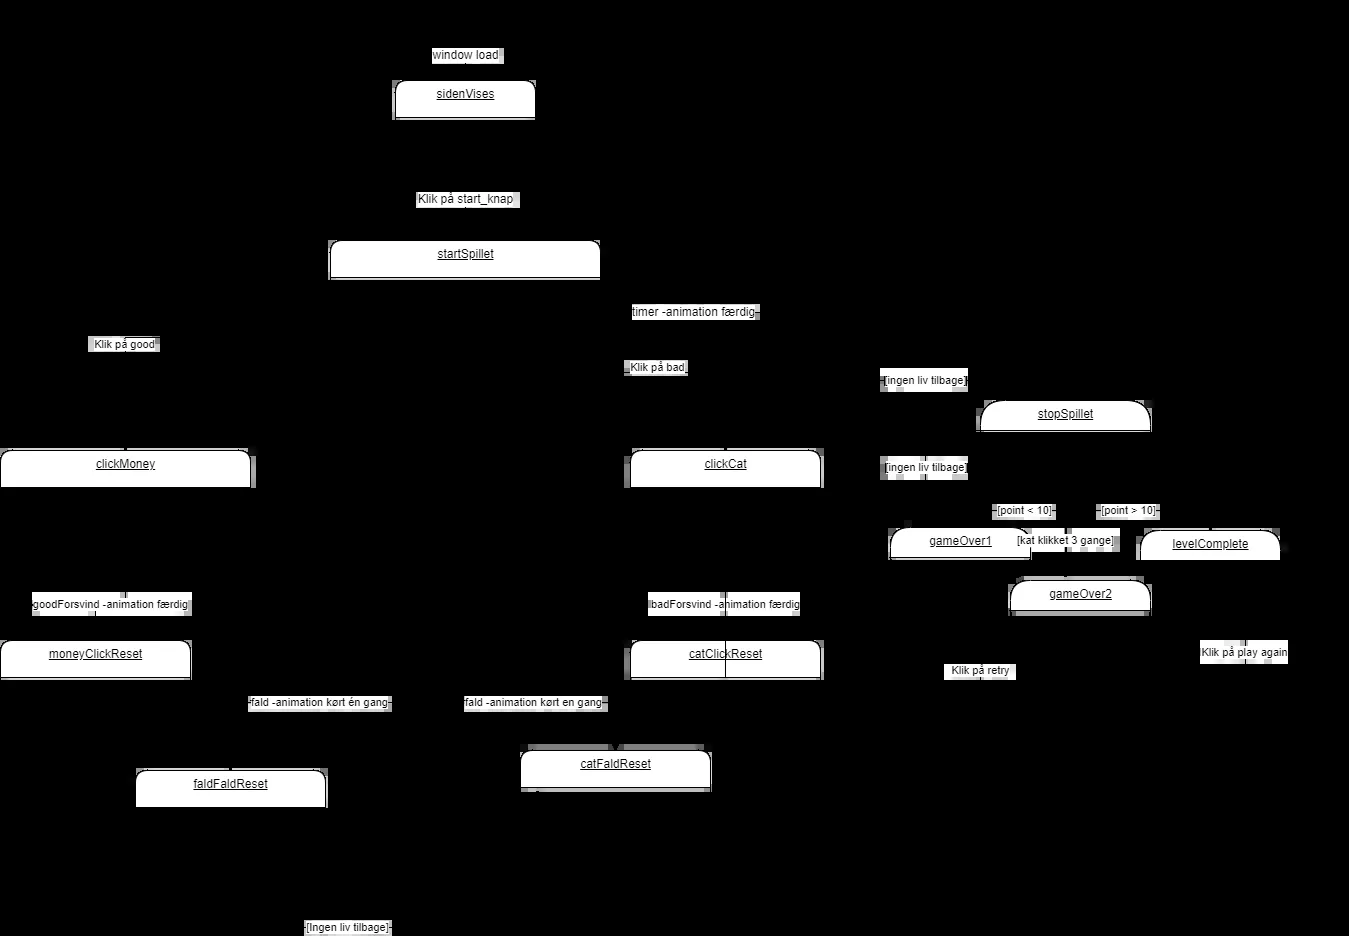 window load
sidenVises
Klik på start_knap
startSpillet
timer -animation færdig
Klik på good
Klik på bad
[ingen liv tilbage]
stopSpillet
clickMoney
clickCat
[ingen liv tilbage]
[point < 10]
[point > 10]
gameOver1
[kat klikket 3 gange]
levelComplete
gameOver2
goodForsvind -animation færdig
badForsvind -animation færdig
moneyClickReset
catClickReset
Klik på play again
Klik på retry
fald -animation kørt én gang
fald -animation kørt en gang
catFaldReset
faldFaldReset
[Ingen liv tilbage]